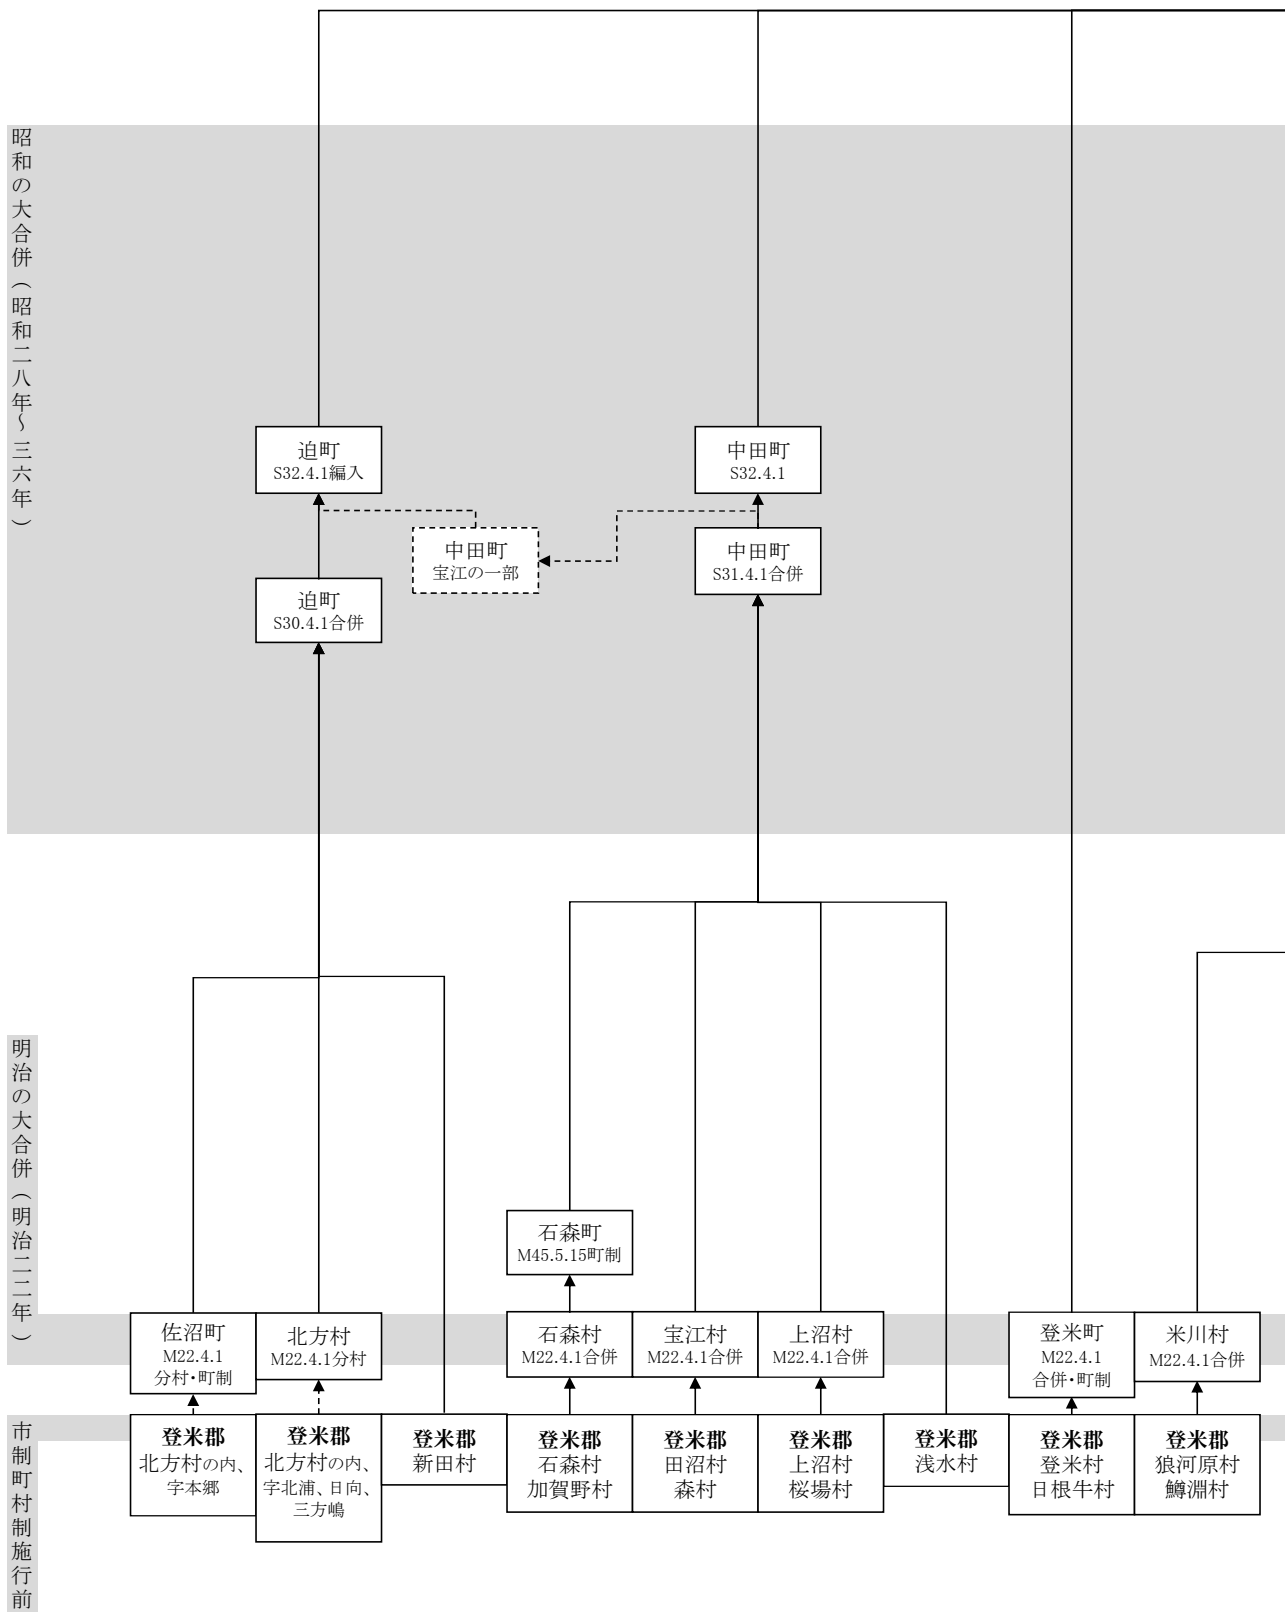 昭和の大合併（昭和二八年～三六年）
迫町
S32.4.1編入
中田町
S32.4.1
中田町
宝江の一部
中田町
S31.4.1合併
迫町
S30.4.1合併
明治の大合併（明治二二年）
石森町
M45.5.15町制
佐沼町
M22.4.1
分村・町制
北方村
M22.4.1分村
石森村
M22.4.1合併
宝江村
M22.4.1合併
上沼村
M22.4.1合併
登米町
M22.4.1
合併・町制
米川村
M22.4.1合併
市制町村制施行前
登米郡
北方村の内、
字本郷
登米郡
北方村の内、
字北浦、日向、
三方嶋
登米郡
新田村
登米郡
石森村
加賀野村
登米郡
田沼村
森村
登米郡
上沼村
桜場村
登米郡
浅水村
登米郡
登米村
日根牛村
登米郡
狼河原村
鱒淵村